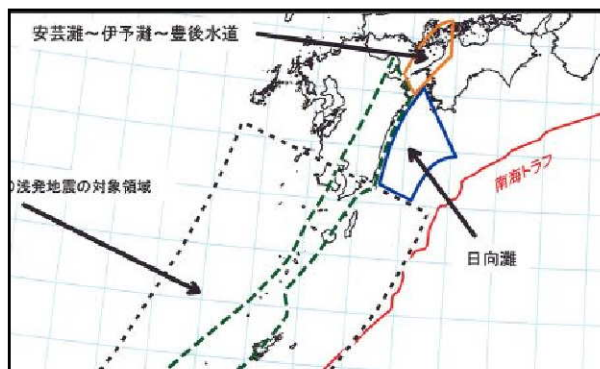 安芸灘～伊予灘～豊後水道
の浅発地震の対象領域
南海トラフ
日向灘